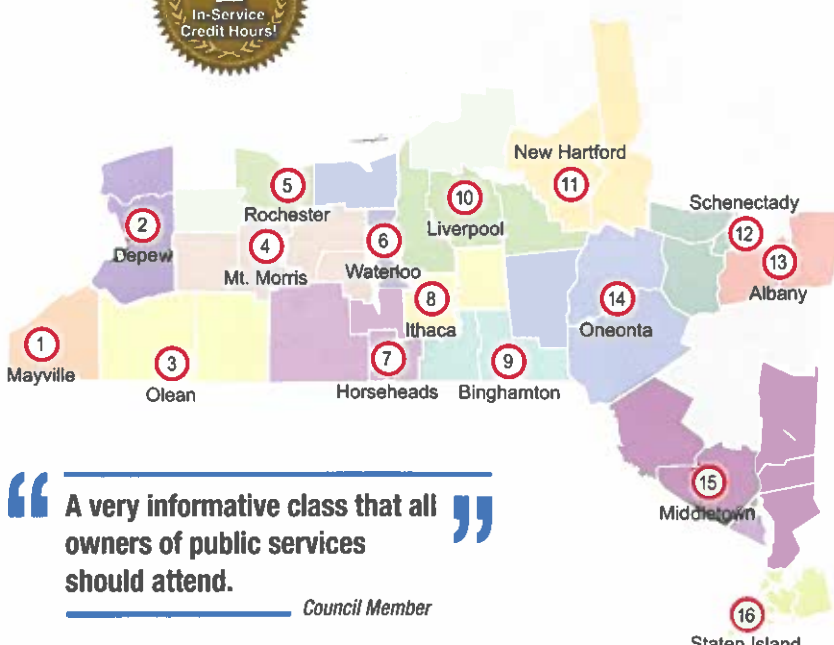 In-Service
Credit Hours!
New Hartford
11
5
Rochester
10
Liverpool
Schenectady
12
2
Depew
4
Mt. Morris
6
Waterloo
13
Albany
8
Ithaca
14
Oneonta
1
Mayville
3
Olean
7
Horseheads
9
Binghamton
“ A very informative class that all ”
owners of public services
should attend.
Council Member
15
Middletown
16
Staten Island